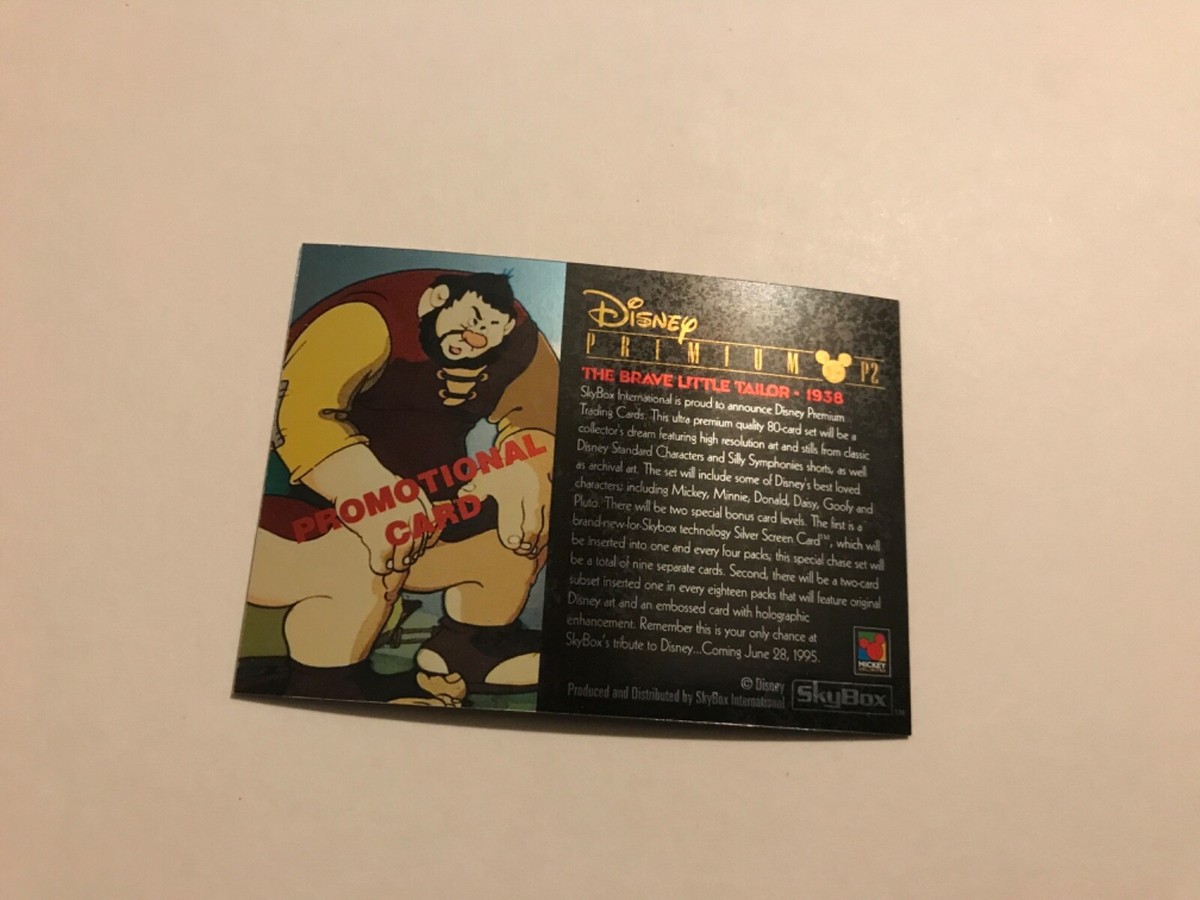 PROMOTIONAL
CARD
Disney
PREMIUM P2
THE BRAVE LITTLE TAILOR • 1938
SkyBox International is proud to announce Disney Premium
Trading Cards. This ultra premium quality 80-card set will be a
collector's dream featuring high resolution art and stills from classic
Disney Standard Characters and Silly Symphonies shorts, as well
as archival art. The set will include some of Disney's best loved
characters; including Mickey, Minnie, Donald, Daisy, Goofy and
Pluto. There will be two special bonus card levels. The first is a
brand-new-for-Skybox technology Silver Screen Card™, which will
be inserted into one and every four packs; this special chase set will
be a total of nine separate cards. Second, there will be a two-card
subset inserted one in every eighteen packs that will feature original
Disney art and an embossed card with holographic
enhancement. Remember this is your only chance at
SkyBox's tribute to Disney...Coming June 28, 1995.
MICKEY
© Disney
Produced and Distributed by SkyBox International
SkyBox
TM